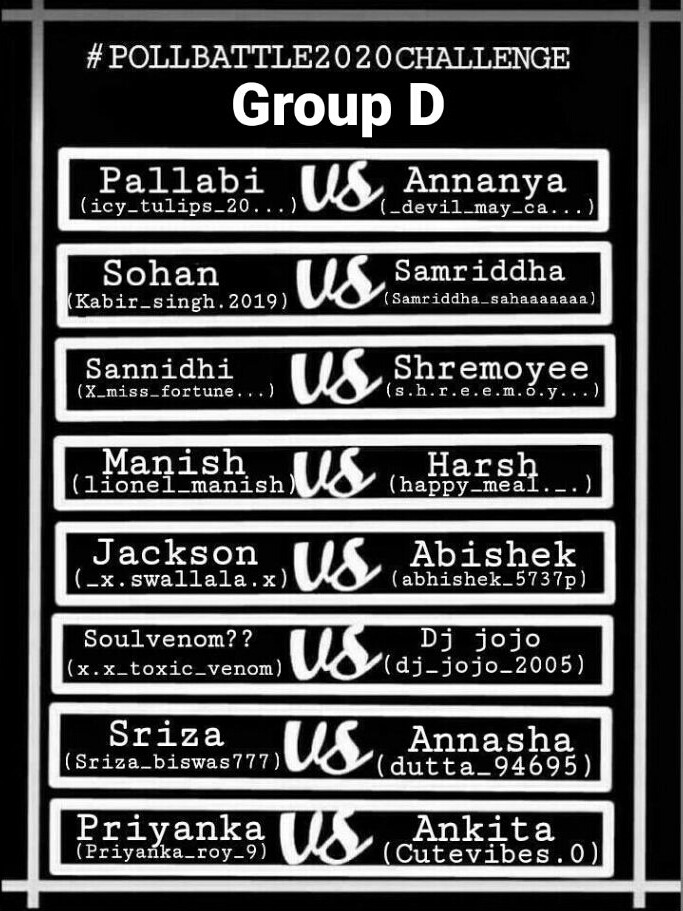 #POLLBATTLE2020CHALLENGE
Group D
Pallabi vs Annanya
(icy_tulips_20...) (_devil_may_ca...)
Sohan vs Samriddha
(Kabir_singh.2019) (Samriddha_sahaaaaaaa)
Sannidhi vs Shremoyee
(X_miss_fortune...) (s.h.r.e.e.m.o.y...)
Manish vs Harsh
(lionel_manish) (happy_meal._.)
Jackson vs Abishek
(_x.swallala.x) (abhishek_5737p)
Soulvenom?? vs Dj jojo
(x.x_toxic_venom) (dj_jojo_2005)
Sriza vs Annasha
(Sriza_biswas777) (dutta_94695)
Priyanka vs Ankita
(Priyanka_roy_9) (Cutevibes.0)